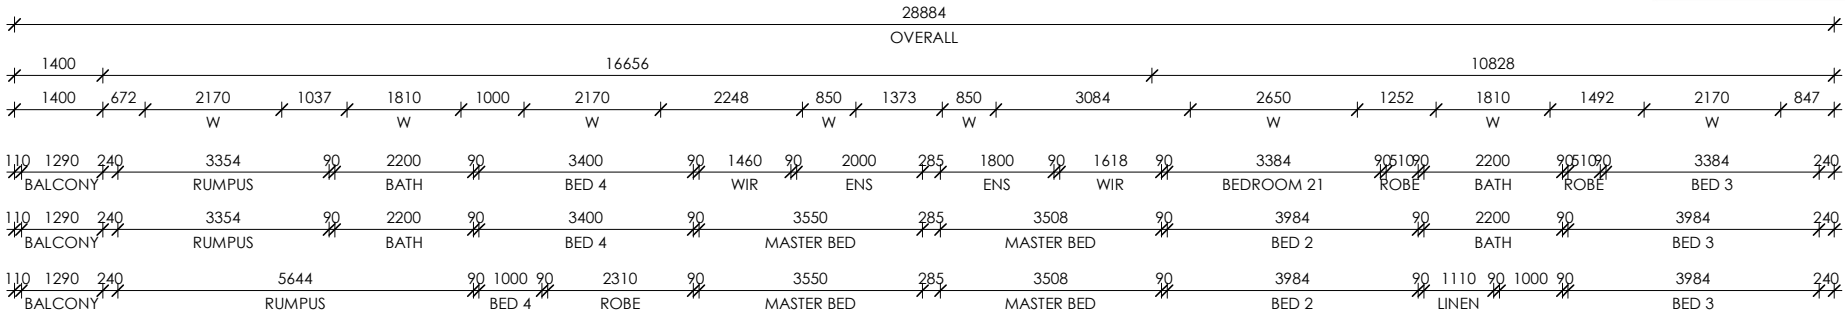 28884
OVERALL
1400 16656 10828
1400 672 2170 1037 1810 1000 2170 2248 850 1373 850 3084 2650 1252 1810 1492 2170 847
W W W W W W W W
110 1290 240 3354 90 2200 90 3400 90 1460 90 2000 285 1800 90 1618 90 3384 90 510 90 2200 90 510 90 3384 240
BALCONY RUMPUS BATH BED 4 WIR ENS ENS WIR BEDROOM 21 ROBE BATH ROBE BED 3
110 1290 240 3354 90 2200 90 3400 90 3550 285 3508 90 3984 90 2200 90 3984 240
BALCONY RUMPUS BATH BED 4 MASTER BED MASTER BED BED 2 BATH BED 3
110 1290 240 5644 90 1000 90 2310 90 3550 285 3508 90 3984 90 1110 90 1000 90 3984 240
BALCONY RUMPUS BED 4 ROBE MASTER BED MASTER BED BED 2 LINEN BED 3